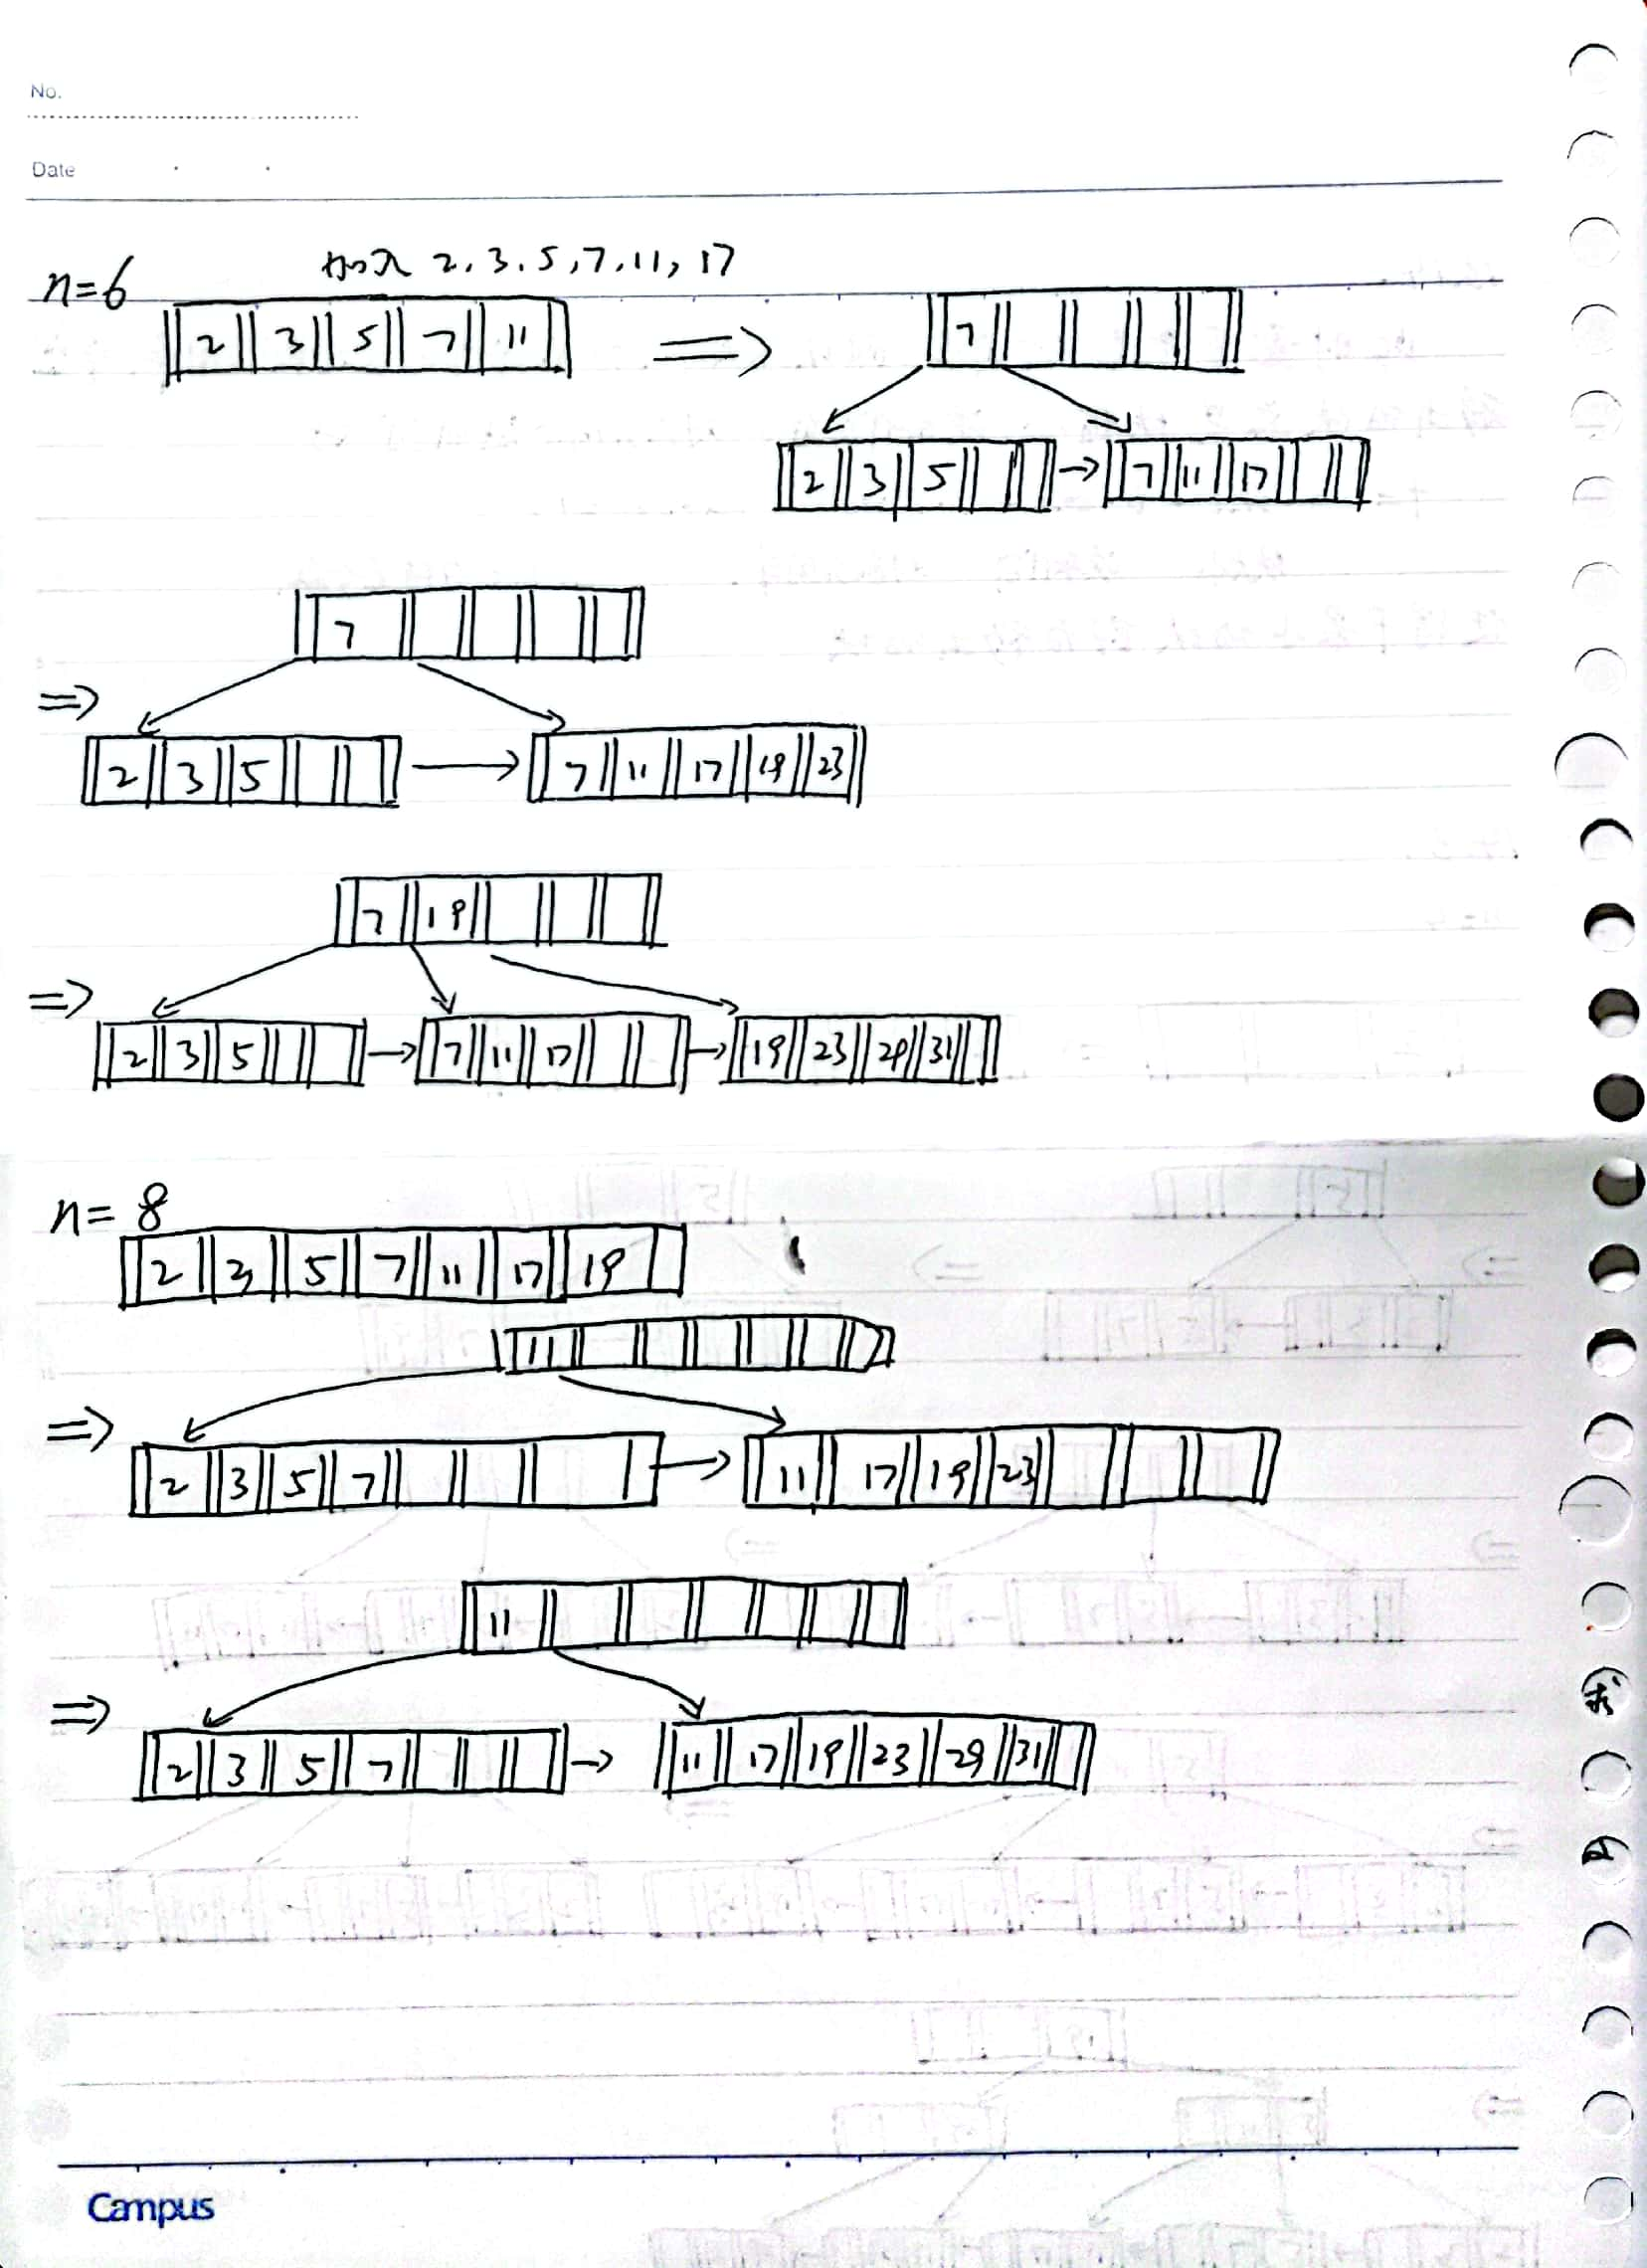 No.
Date
n=6 加入 2,3,5,7,11,17
2 3 5 7 11 ⇒ 7
2 3 5 → 7 11 17
7
⇒
2 3 5 → 7 11 17 19 23
7 19
⇒
2 3 5 → 7 11 17 → 19 23 29 31
n=8
2 3 5 7 11 17 19
11
⇒
2 3 5 7 → 11 17 19 23
11
⇒
2 3 5 7 → 11 17 19 23 29 31
Campus